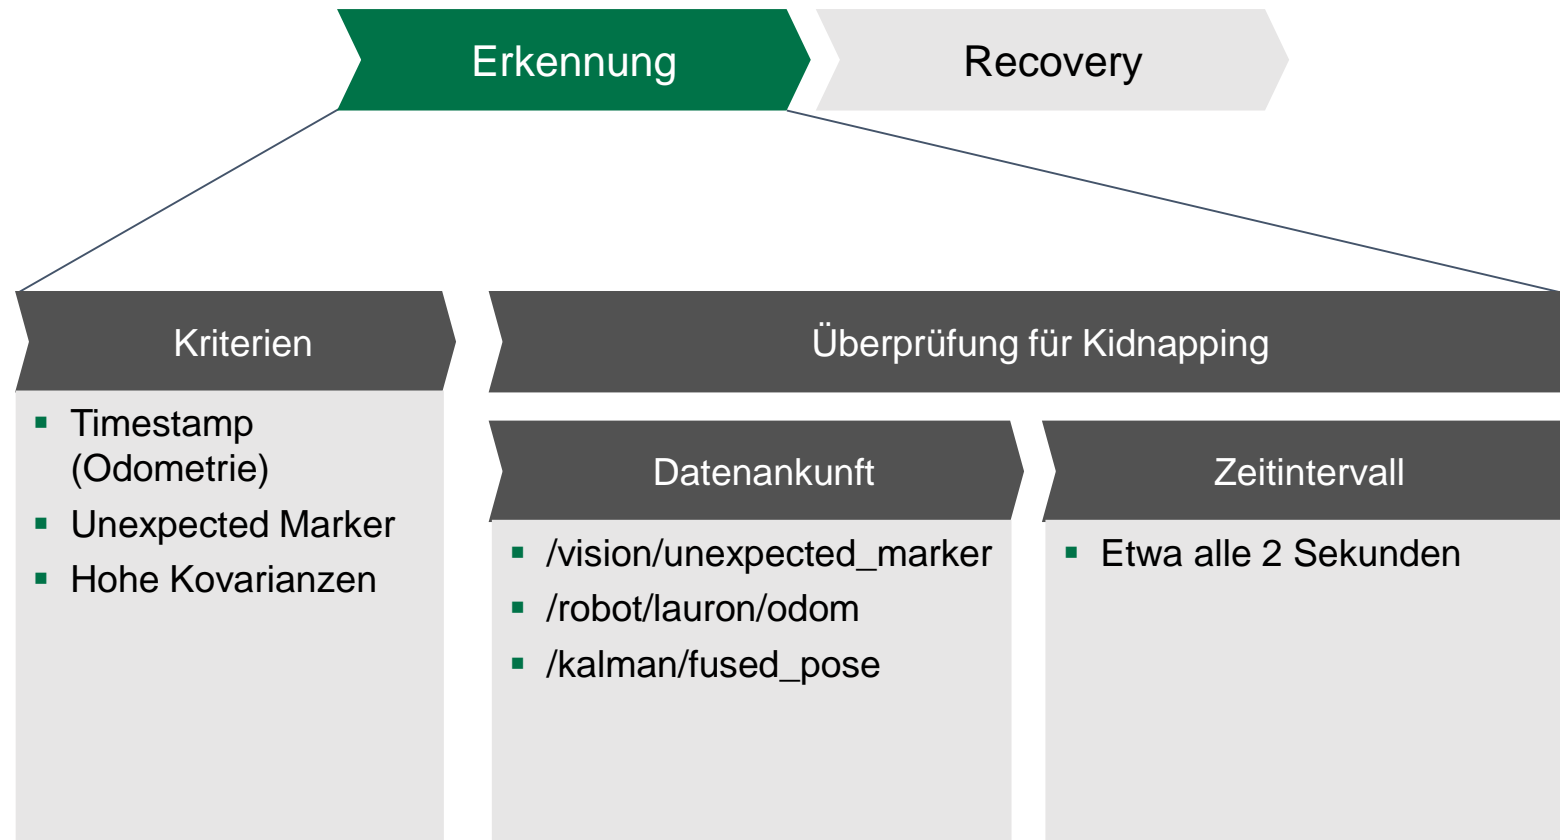 Erkennung
Recovery
Kriterien
Überprüfung für Kidnapping
Timestamp
(Odometrie)
Unexpected Marker
Hohe Kovarianzen
Datenankunft
/vision/unexpected_marker
/robot/lauron/odom
/kalman/fused_pose
Zeitintervall
Etwa alle 2 Sekunden